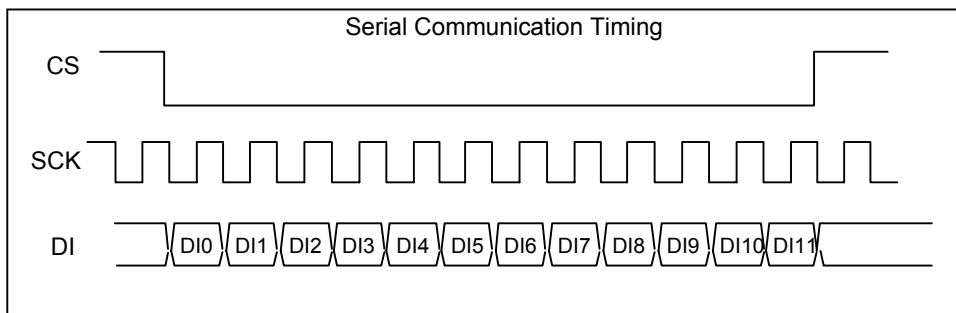 Serial Communication Timing
CS
SCK
DI
DI0 DI1 DI2 DI3 DI4 DI5 DI6 DI7 DI8 DI9 DI10 DI11